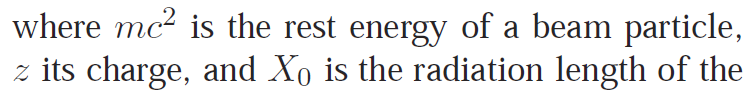 where mc² is the rest energy of a beam particle,
z its charge, and X₀ is the radiation length of the